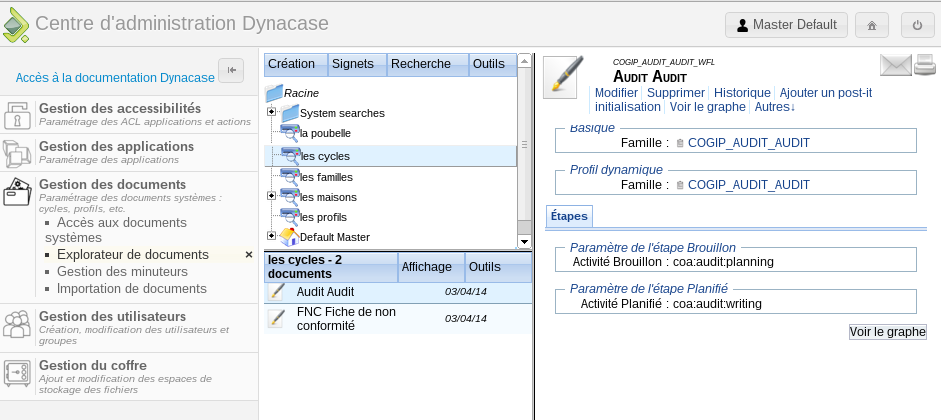 Centre d'administration Dynacase
Master Default
Accès à la documentation Dynacase
Gestion des accessibilités
Paramétrage des ACL applications et actions
Gestion des applications
Paramétrage des applications
Gestion des documents
Paramétrage des documents systèmes :
cycles, profils, etc.
Accès aux documents
systèmes
Explorateur de documents ×
Gestion des minuteurs
Importation de documents
Gestion des utilisateurs
Création, modification des utilisateurs et
groupes
Gestion du coffre
Ajout et modification des espaces de
stockage des fichiers
Création Signets Recherche Outils
Racine
System searches
la poubelle
les cycles
les familles
les maisons
les profils
Default Master
les cycles - 2
documents
Affichage Outils
Audit Audit 03/04/14
FNC Fiche de non
conformité
03/04/14
COGIP_AUDIT_AUDIT_WFL
Audit Audit
Modifier Supprimer Historique Ajouter un post-it
initialisation Voir le graphe Autres↓
Basique
Famille : COGIP_AUDIT_AUDIT
Profil dynamique
Famille : COGIP_AUDIT_AUDIT
Étapes
Paramètre de l'étape Brouillon
Activité Brouillon : coa:audit:planning
Paramètre de l'étape Planifié
Activité Planifié : coa:audit:writing
Voir le graphe